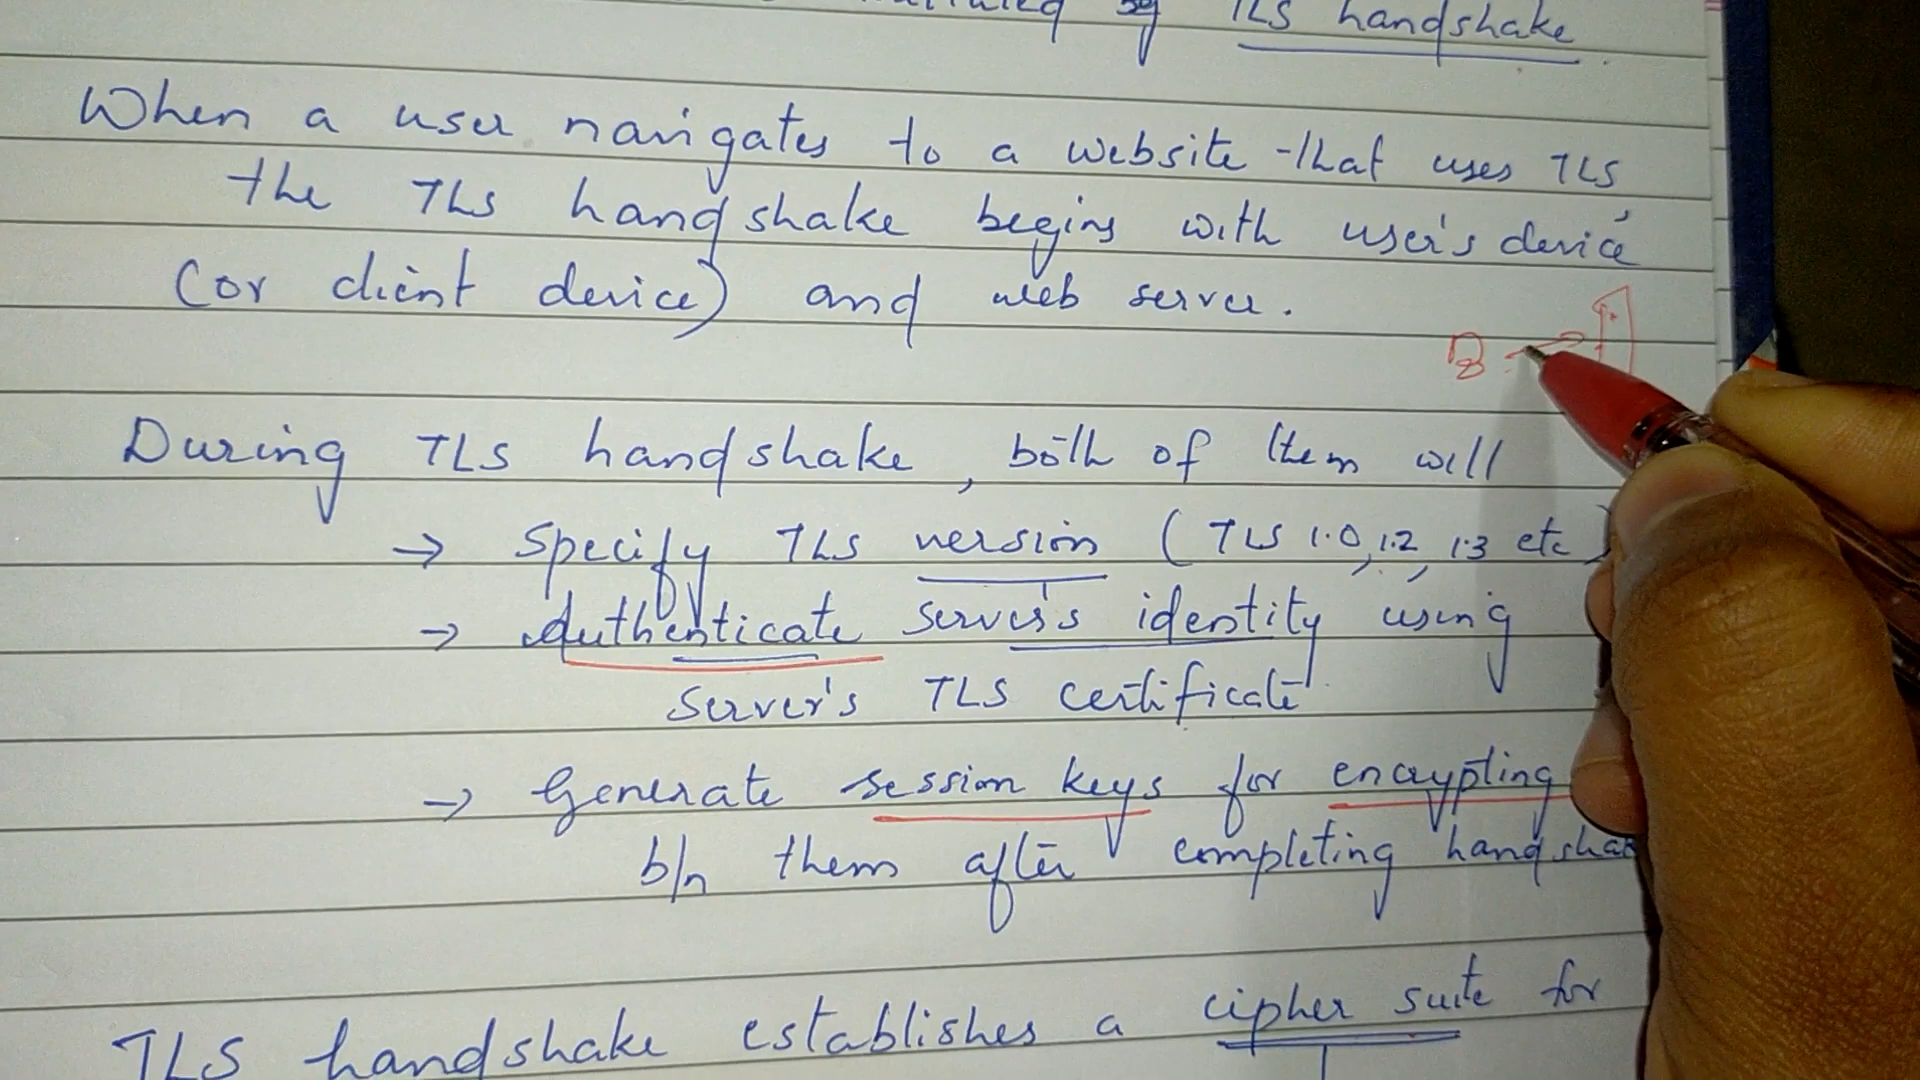 by TLS handshake.
When a user navigates to a website that uses TLS,
the TLS handshake begins with user's device
(or client device) and web server.
During TLS handshake, both of them will
→ Specify TLS version (TLS 1.0, 1.2, 1.3 etc)
→ Authenticate server's identity using
Server's TLS certificate.
→ Generate session keys for encrypting
b/n them after completing handshak
TLS handshake establishes a cipher suite for